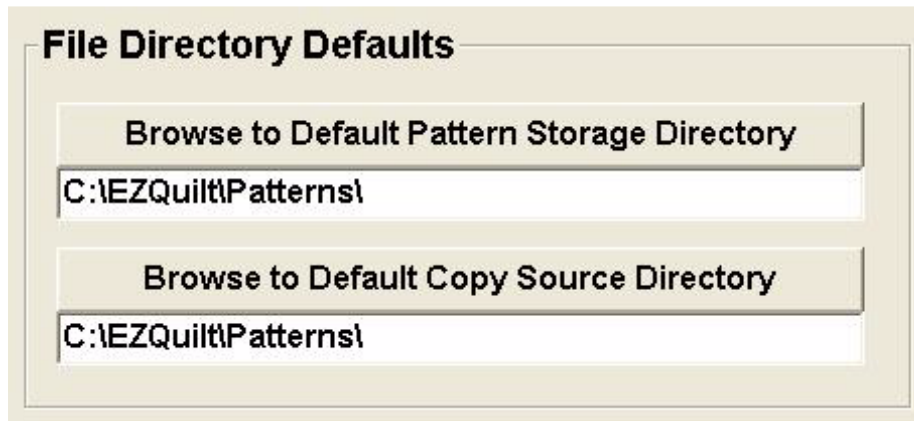 File Directory Defaults
Browse to Default Pattern Storage Directory
C:\EZQuilt\Patterns\
Browse to Default Copy Source Directory
C:\EZQuilt\Patterns\